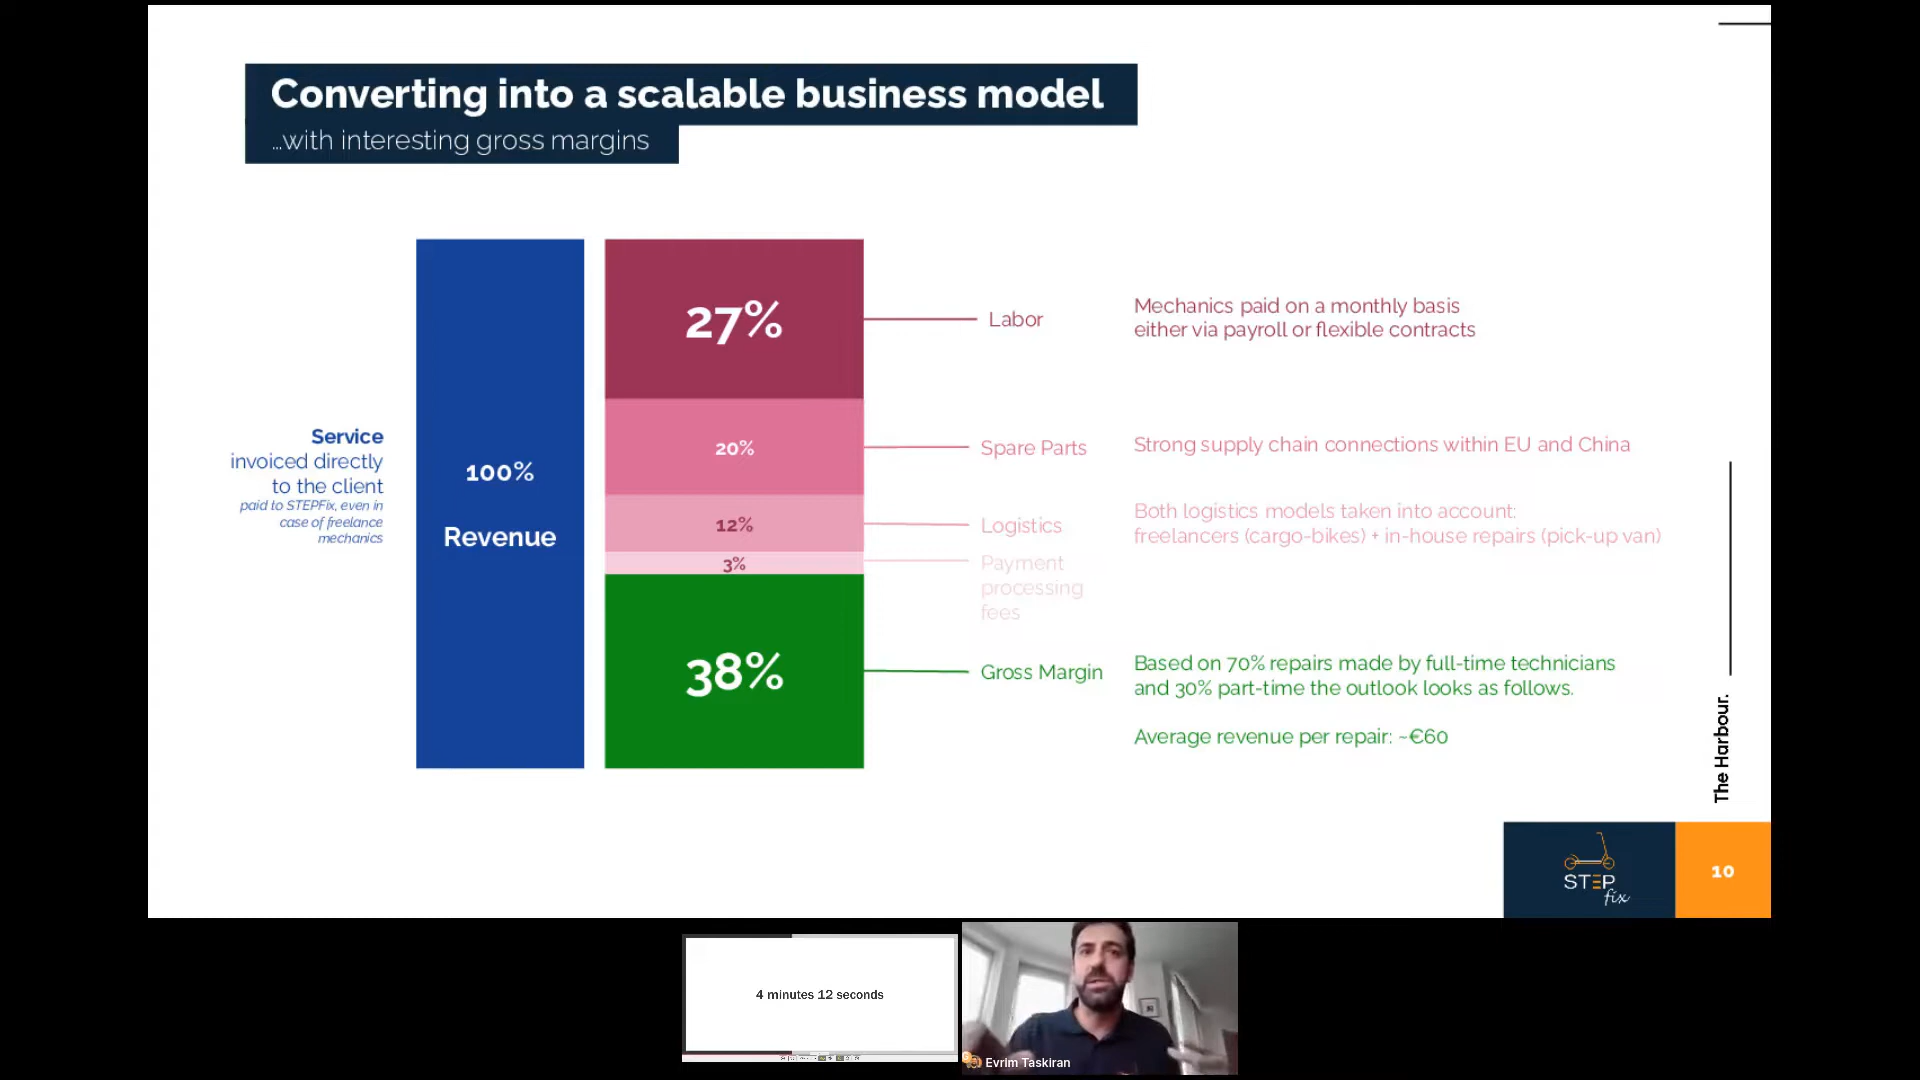 Converting into a scalable business model
...with interesting gross margins
Service
invoiced directly
to the client
paid to STEPFix, even in
case of freelance
mechanics
100%
Revenue
27%
20%
12%
3%
38%
Labor
Spare Parts
Logistics
Payment
processing
fees
Gross Margin
Mechanics paid on a monthly basis
either via payroll or flexible contracts
Strong supply chain connections within EU and China
Both logistics models taken into account:
freelancers (cargo-bikes) + in-house repairs (pick-up van)
Based on 70% repairs made by full-time technicians
and 30% part-time the outlook looks as follows.
Average revenue per repair: ~€60
The Harbour.
STEP
fix
10
4 minutes 12 seconds
Evrim Taskiran